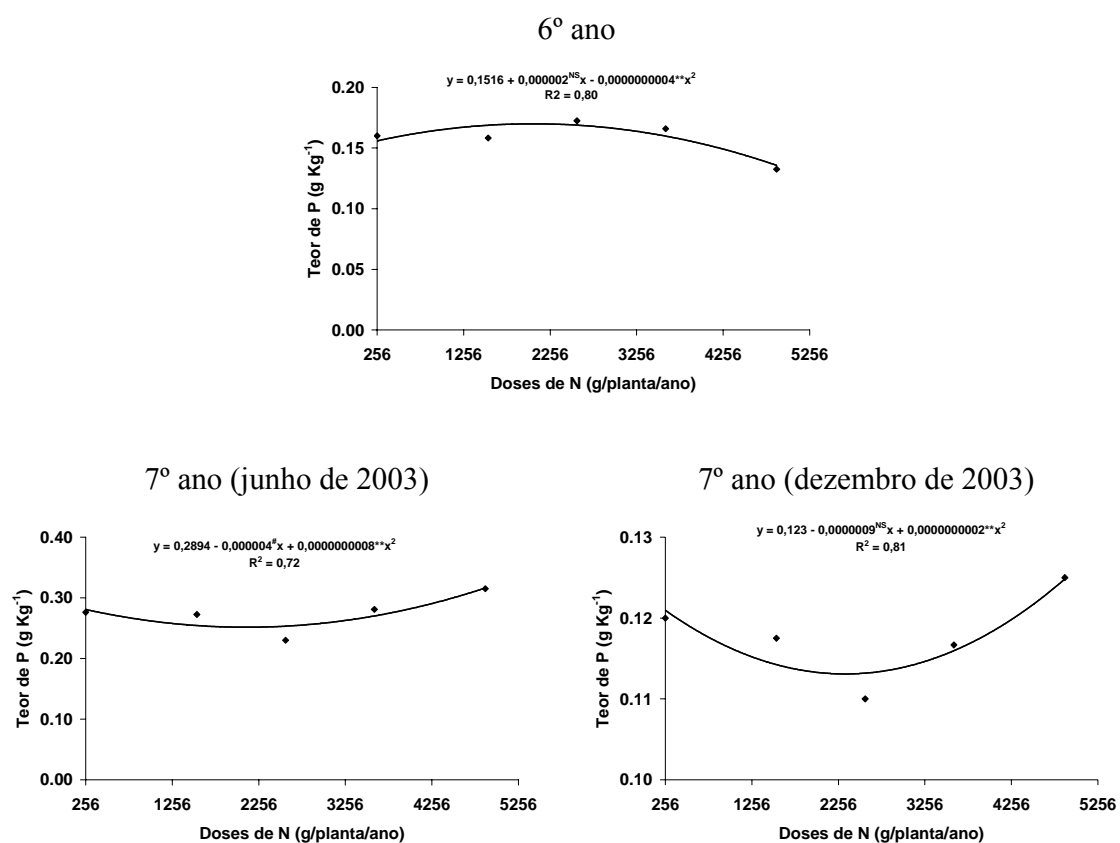 6º ano
y = 0,1516 + 0,000002ᴺˢx - 0,0000000004**x²
R2 = 0,80
0.20
0.15
0.10
0.05
0.00
Teor de P (g Kg⁻¹)
256 1256 2256 3256 4256 5256
Doses de N (g/planta/ano)
7º ano (junho de 2003)
y = 0,2894 - 0,000004#x + 0,0000000008**x²
R² = 0,72
0.40
0.30
0.20
0.10
0.00
Teor de P (g Kg⁻¹)
256 1256 2256 3256 4256 5256
Doses de N (g/planta/ano)
7º ano (dezembro de 2003)
y = 0,123 - 0,0000009ᴺˢx + 0,0000000002**x²
R² = 0,81
0.13
0.12
0.11
0.10
Teor de P (g Kg⁻¹)
256 1256 2256 3256 4256 5256
Doses de N (g/planta/ano)